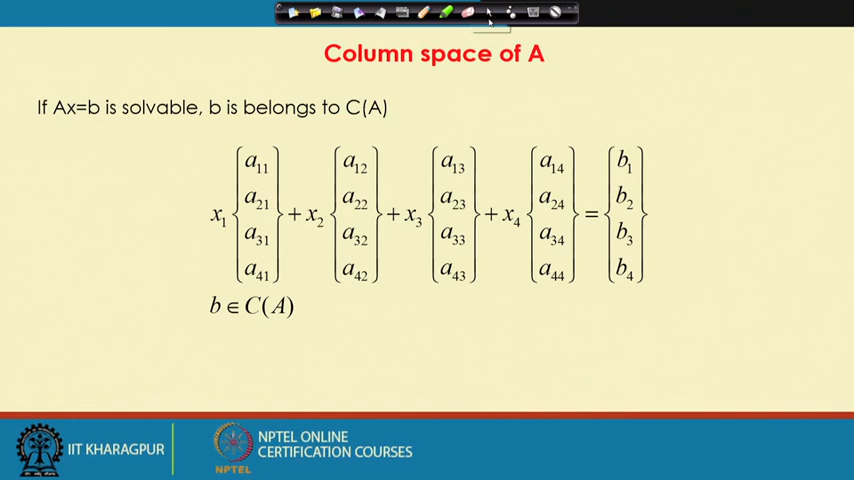 Column space of A
If Ax=b is solvable, b is belongs to C(A)
x₁ {a₁₁ a₂₁ a₃₁ a₄₁} + x₂ {a₁₂ a₂₂ a₃₂ a₄₂} + x₃ {a₁₃ a₂₃ a₃₃ a₄₃} + x₄ {a₁₄ a₂₄ a₃₄ a₄₄} = {b₁ b₂ b₃ b₄}
b ∈ C(A)
IIT KHARAGPUR
NPTEL
NPTEL ONLINE
CERTIFICATION COURSES